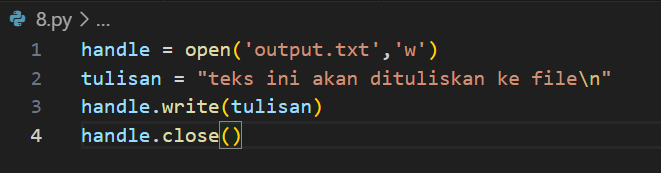 8.py > ...
1 handle = open('output.txt','w')
2 tulisan = "teks ini akan dituliskan ke file\n"
3 handle.write(tulisan)
4 handle.close()